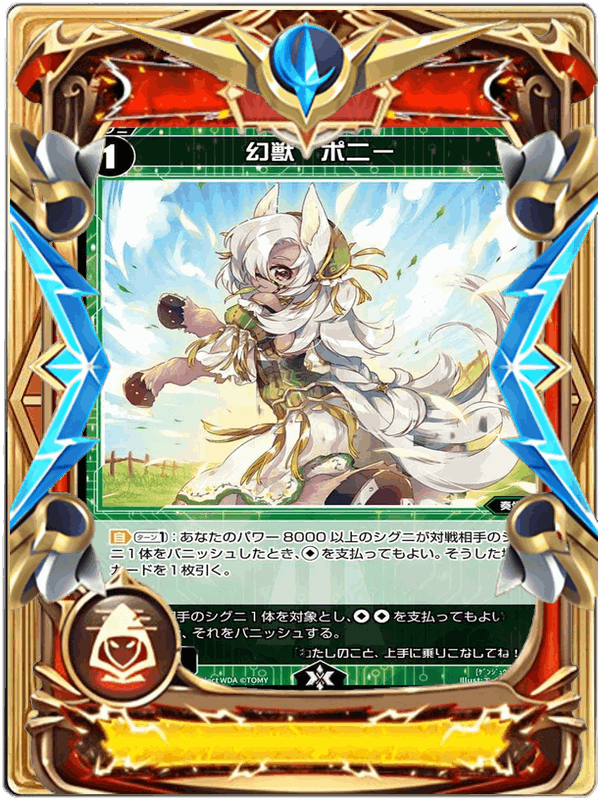 1
幻獣 ポニー
自 ターン1:あなたのパワー8000以上のシグニが対戦相手のシ
ニ1体をバニッシュしたとき、を支払ってもよい。そうした
カードを1枚引く。
手のシグニ1体を対象とし、を支払ってもよい
、それをバニッシュする。
たしのこと、上手に乗りこなしてね!
ject WDA ©TOMY
Illust: